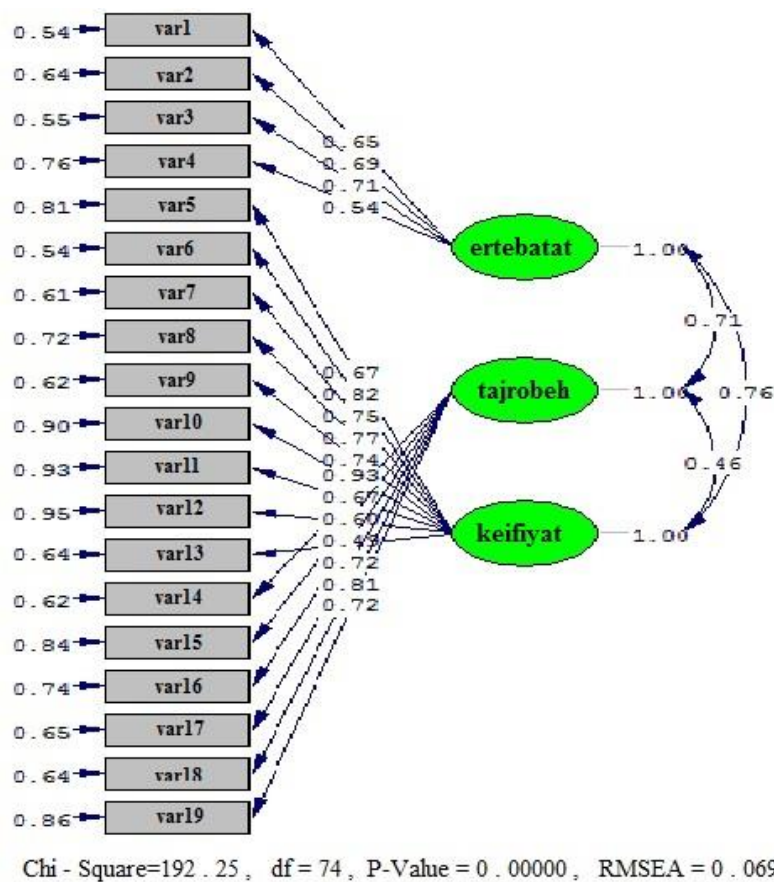 0.54 var1
0.64 var2
0.55 var3
0.76 var4
0.65
0.69
0.71
0.54
0.81 var5
0.54 var6
ertebatat 1.00
0.61 var7
0.71
0.72 var8
0.62 var9
0.67
0.82
0.75
0.77
0.74
0.93
0.67
0.60
0.72
0.81
0.72
tajrobeh 1.00
0.76
0.90 var10
0.93 var11
0.46
0.95 var12
keifiyat 1.00
0.64 var13
0.62 var14
0.84 var15
0.74 var16
0.65 var17
0.64 var18
0.86 var19
Chi - Square=192 . 25 , df = 74 , P-Value = 0 . 00000 , RMSEA = 0 . 069